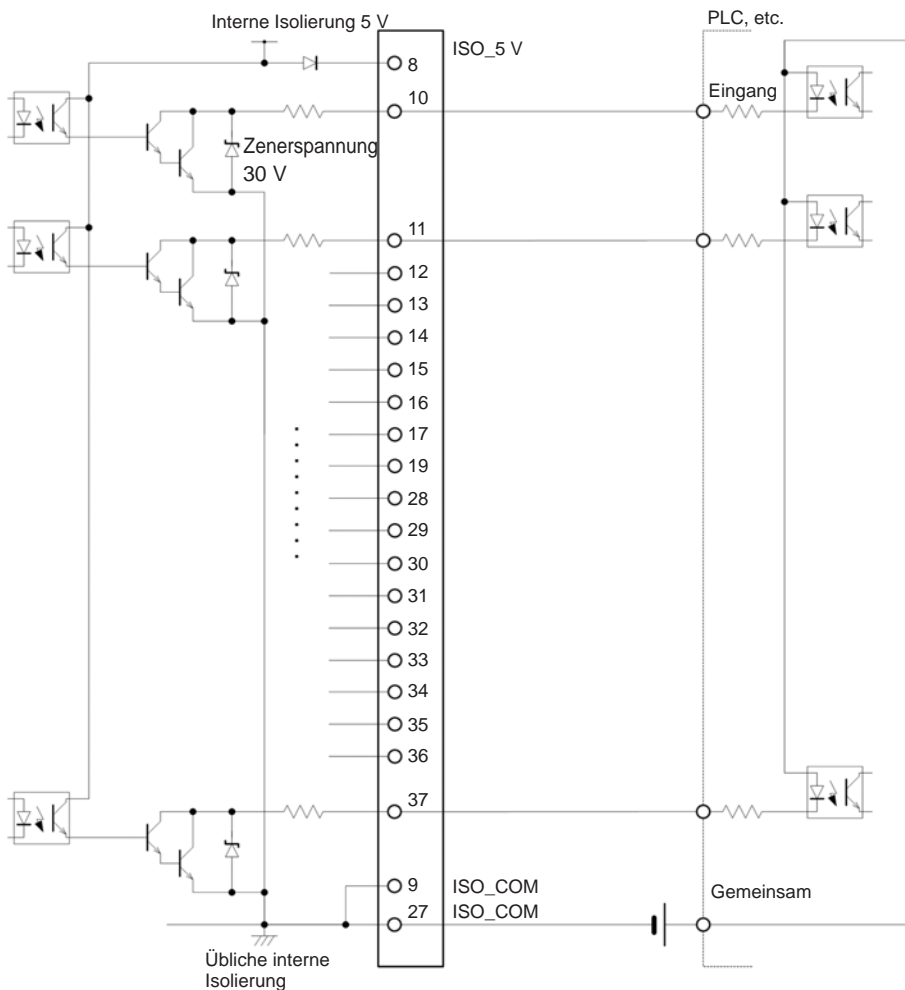 Interne Isolierung 5 V
PLC, etc.
ISO_5 V
8
10
Eingang
Zenerspannung
30 V
11
12
13
14
15
16
17
19
28
29
30
31
32
33
34
35
36
37
9 ISO_COM
27 ISO_COM
Gemeinsam
Übliche interne
Isolierung